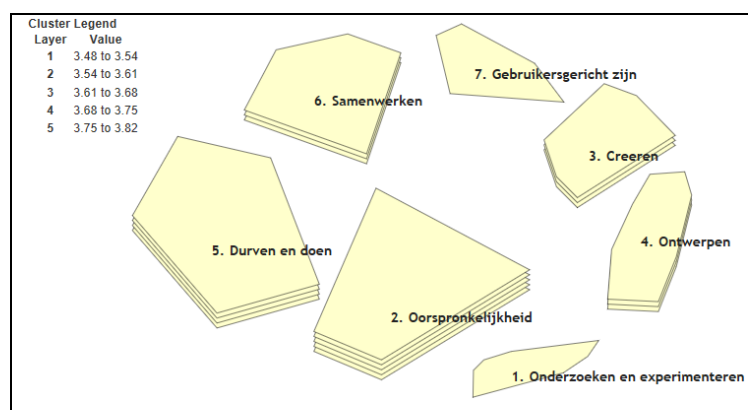 Cluster Legend
Layer Value
1 3.48 to 3.54
2 3.54 to 3.61
3 3.61 to 3.68
4 3.68 to 3.75
5 3.75 to 3.82
7. Gebruikersgericht zijn
6. Samenwerken
3. Creeren
4. Ontwerpen
5. Durven en doen
2. Oorspronkelijkheid
1. Onderzoeken en experimenteren